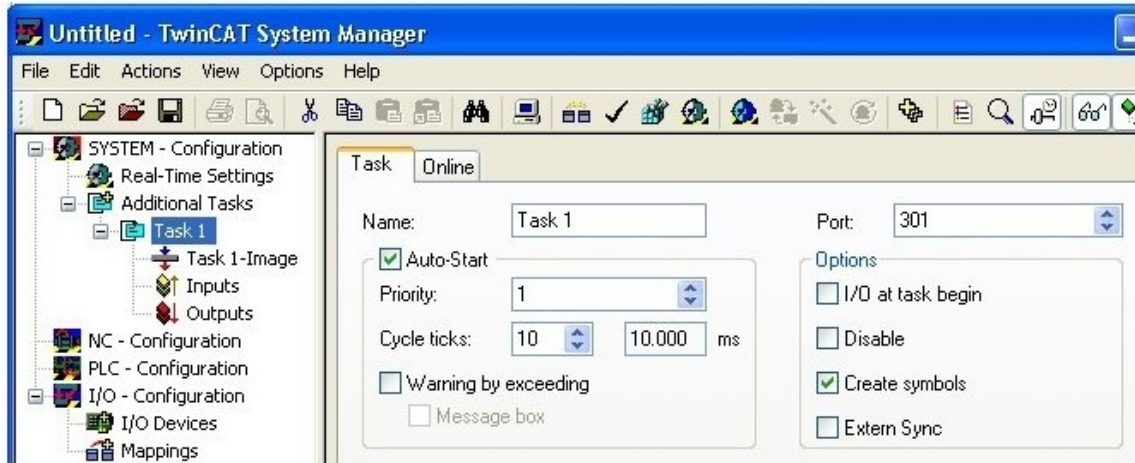 Untitled - TwinCAT System Manager
File Edit Actions View Options Help
SYSTEM - Configuration
Real-Time Settings
Additional Tasks
Task 1
Task 1-Image
Inputs
Outputs
NC - Configuration
PLC - Configuration
I/O - Configuration
I/O Devices
Mappings
Task Online
Name: Task 1
Auto-Start
Priority: 1
Cycle ticks: 10 10.000 ms
Warning by exceeding
Message box
Port: 301
Options
I/O at task begin
Disable
Create symbols
Extern Sync